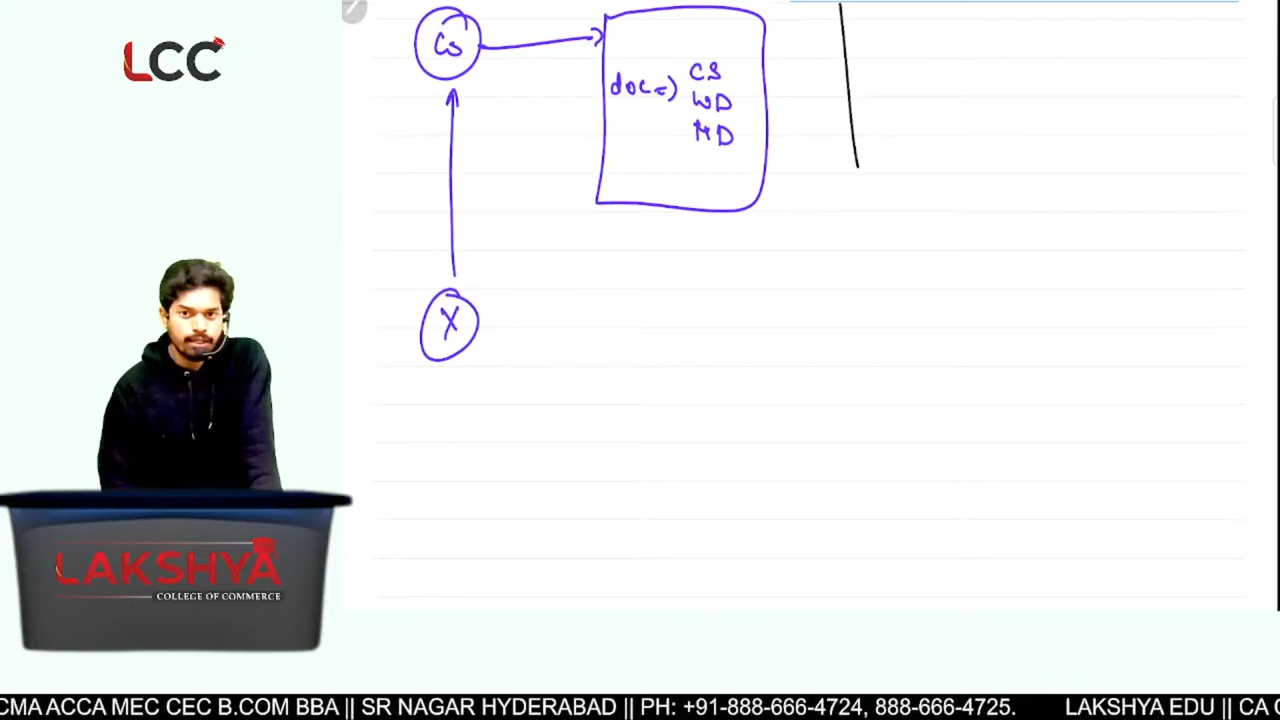 LCC
Co
doc=) CS
WD
MD
X
LAKSHYA
COLLEGE OF COMMERCE
CMA ACCA MEC CEC B.COM BBA || SR NAGAR HYDERABAD || PH: +91-888-666-4724, 888-666-4725. LAKSHYA EDU || CA